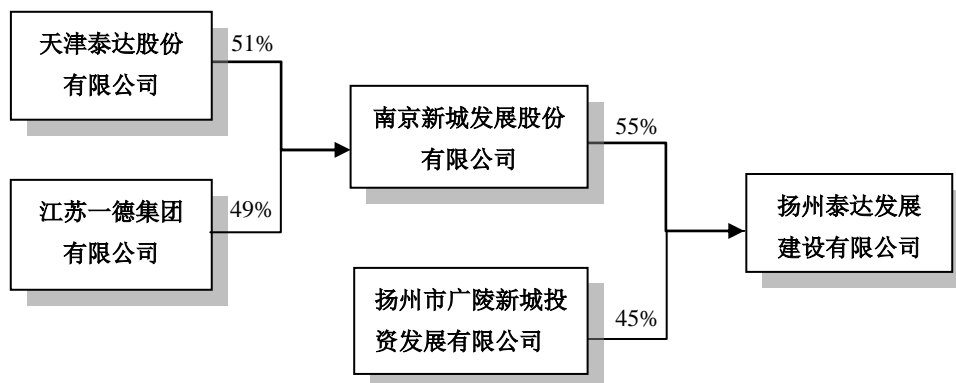 天津泰达股份
有限公司
51%
江苏一德集团
有限公司
49%
南京新城发展股份
有限公司
55%
扬州市广陵新城投
资发展有限公司
45%
扬州泰达发展
建设有限公司